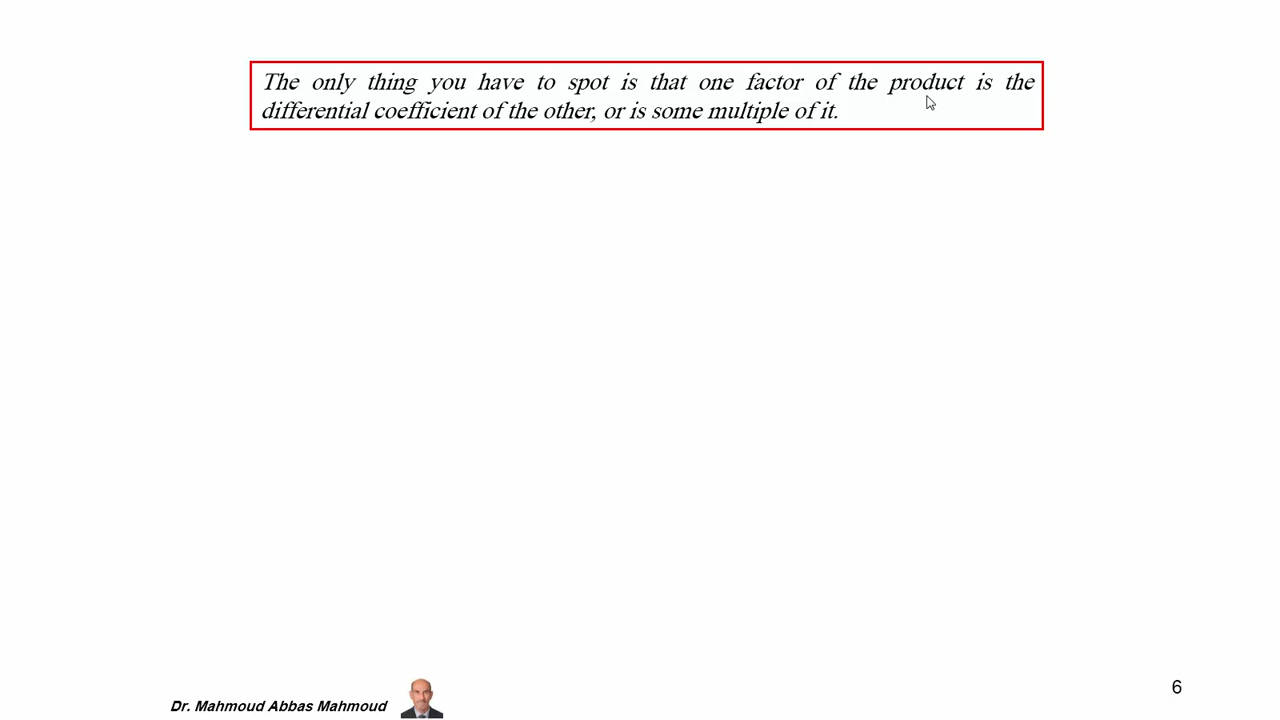 The only thing you have to spot is that one factor of the product is the
differential coefficient of the other, or is some multiple of it.
Dr. Mahmoud Abbas Mahmoud
6